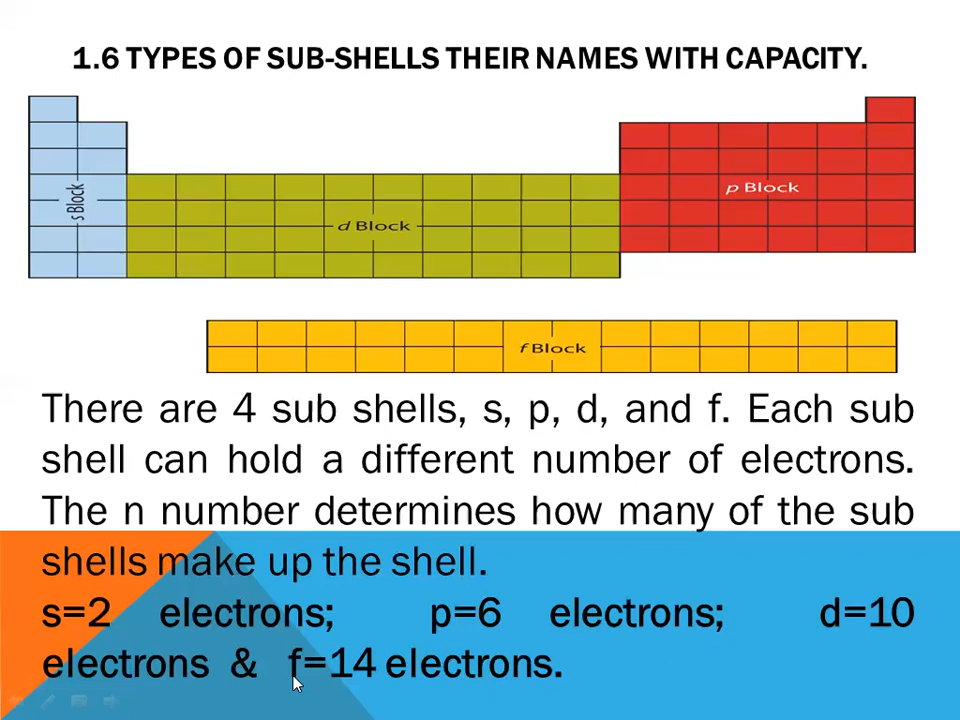 1.6 TYPES OF SUB-SHELLS THEIR NAMES WITH CAPACITY.
s Block
d Block
p Block
f Block
There are 4 sub shells, s, p, d, and f. Each sub
shell can hold a different number of electrons.
The n number determines how many of the sub
shells make up the shell.
s=2 electrons; p=6 electrons; d=10
electrons & f=14 electrons.